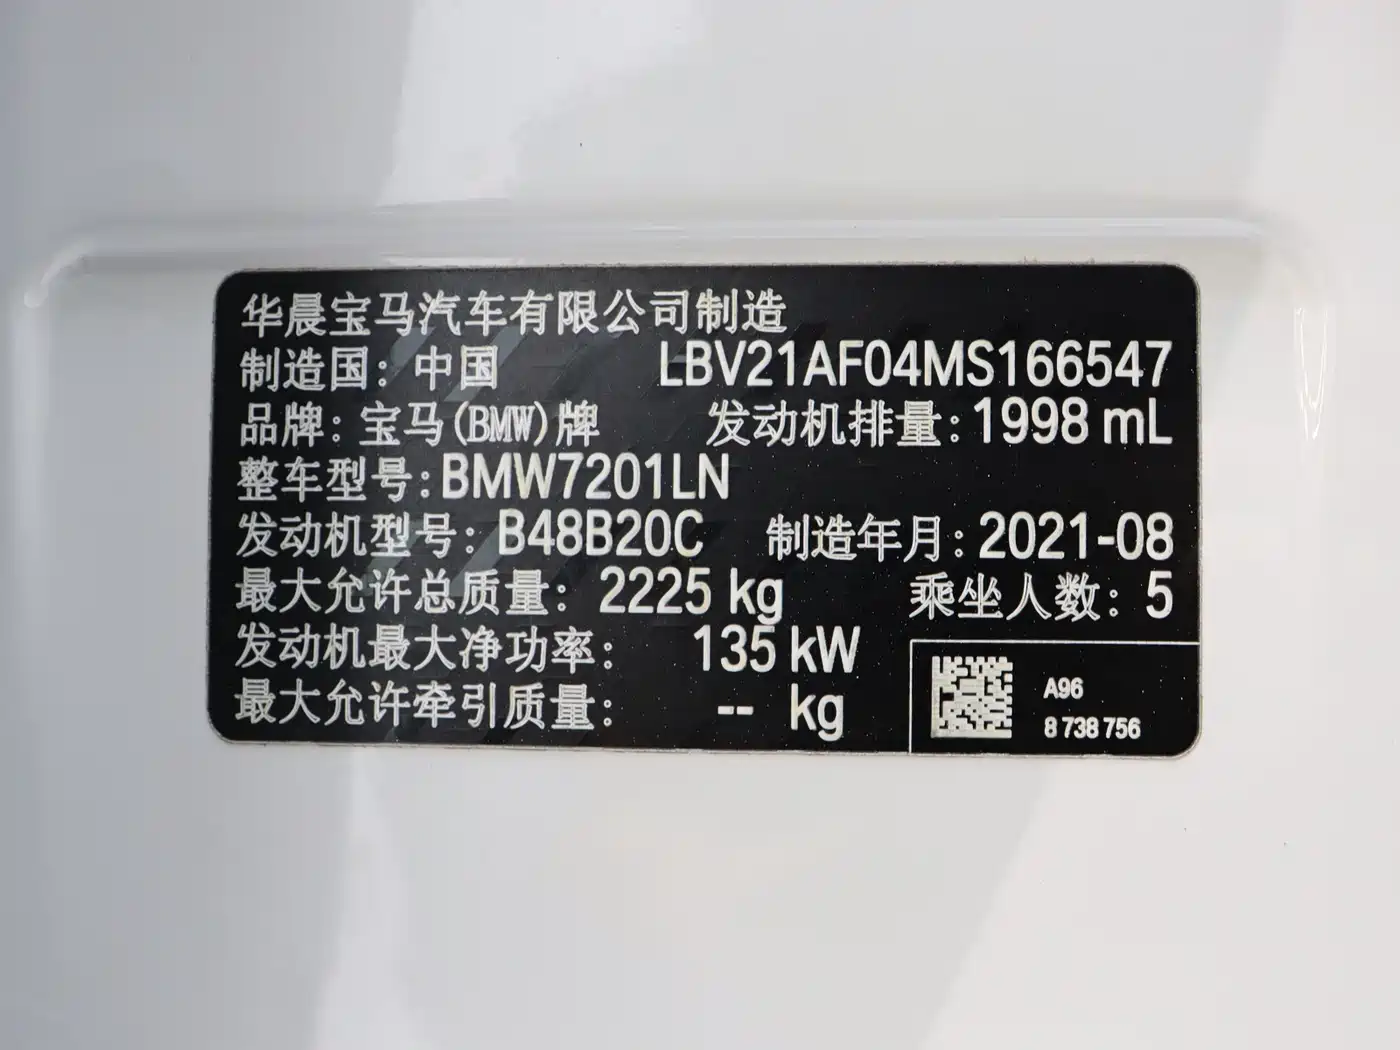 华晨宝马汽车有限公司制造
制造国：中国 LBV21AF04MS166547
品牌：宝马(BMW)牌 发动机排量：1998 mL
整车型号：BMW7201LN
发动机型号：B48B20C 制造年月：2021-08
最大允许总质量：2225 kg 乘坐人数：5
发动机最大净功率：135 kW
最大允许牵引质量：-- kg
A96
8 738 756